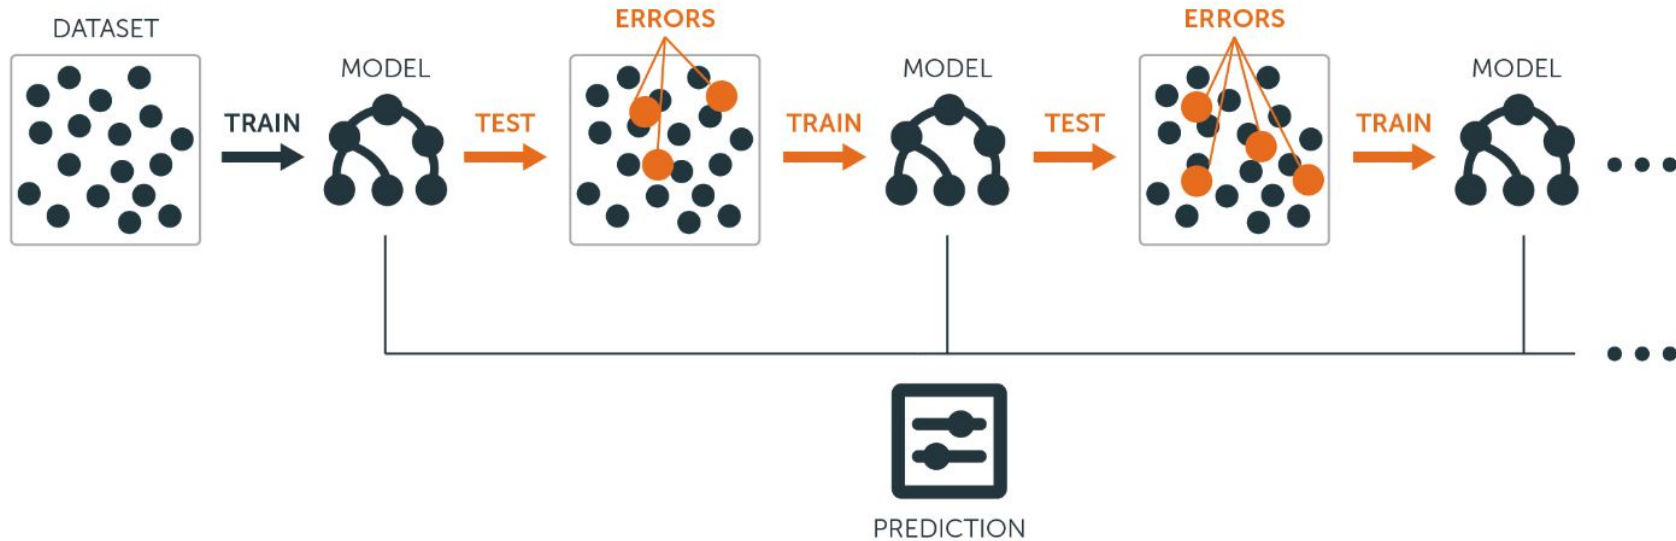 DATASET
TRAIN
MODEL
TEST
ERRORS
TRAIN
MODEL
TEST
ERRORS
TRAIN
MODEL
PREDICTION